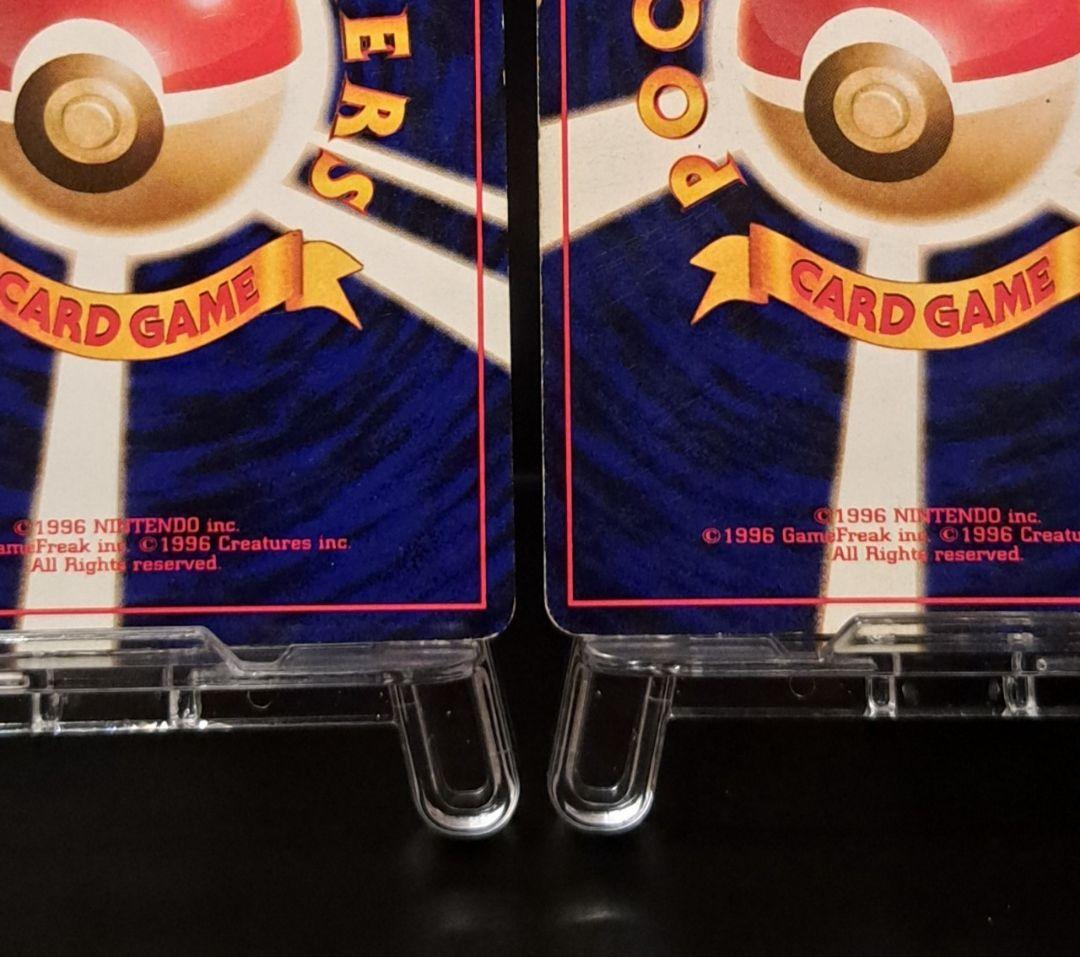 ERS
CARD GAME
©1996 NINTENDO inc.
ameFreak inc. ©1996 Creatures inc.
All Rights reserved.
POC
CARD GAME
©1996 NINTENDO inc.
©1996 GameFreak inc. ©1996 Creatu
All Rights reserved.